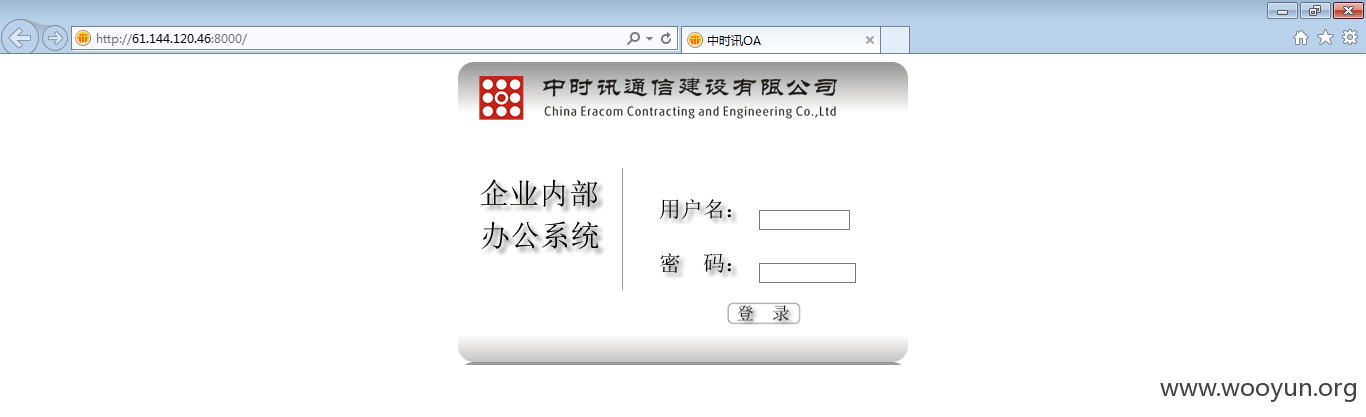 http://61.144.120.46:8000/
中时讯OA
中时讯通信建设有限公司
China Eracom Contracting and Engineering Co.,Ltd
企业内部
办公系统
用户名：
密 码：
登 录
www.wooyun.org